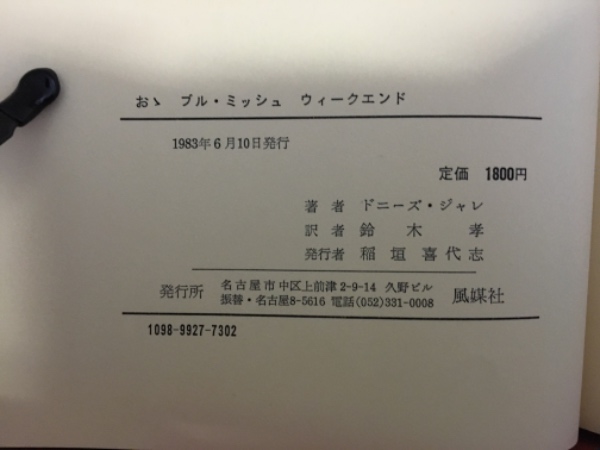 おゝ ブル・ミッシュ ウィークエンド
1983年6月10日発行
定価 1800円
著者 ドニーズ・ジャレ
訳者 鈴木孝
発行者 稲垣喜代志
発行所 名古屋市中区上前津2-9-14 久野ビル 風媒社
振替・名古屋8-5616 電話(052)331-0008
1098-9927-7302